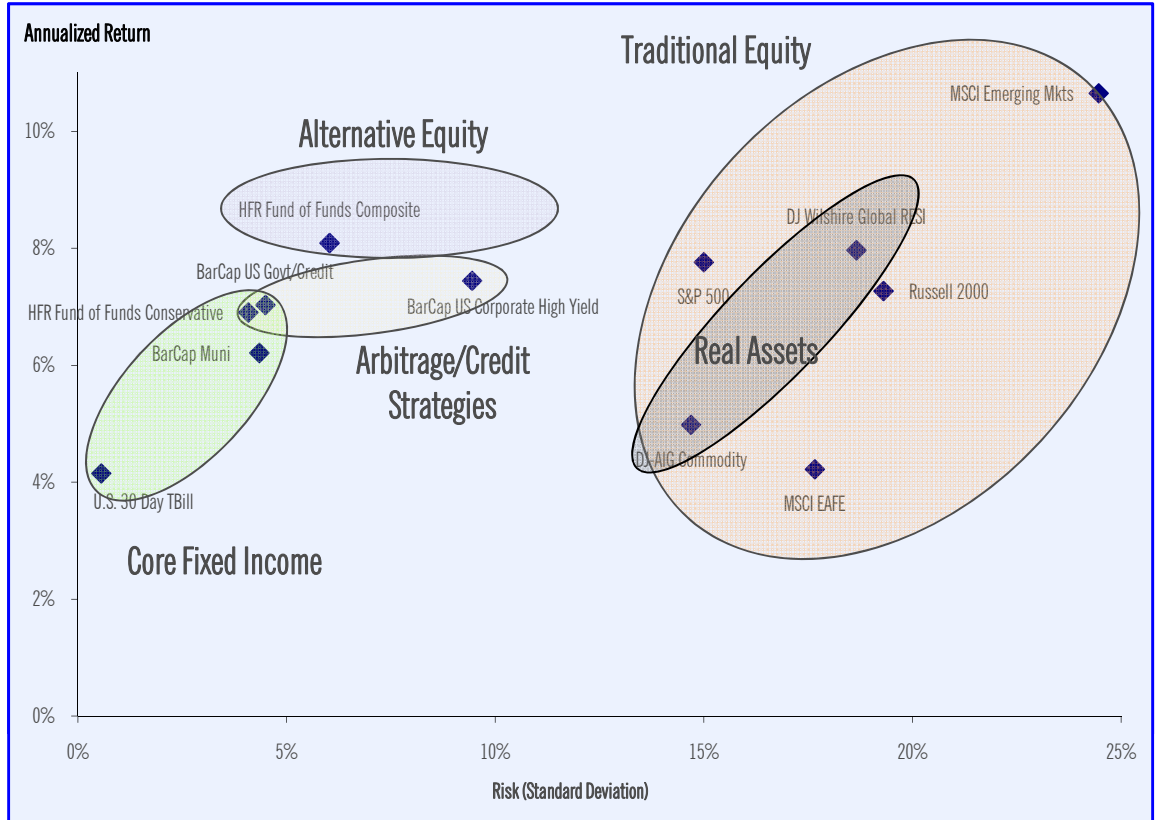 Annualized Return
Traditional Equity
MSCI Emerging Mkts
10%
Alternative Equity
HFR Fund of Funds Composite
DJ Wilshire Global RESI
8%
BarCap US Govt/Credit
S&P 500
Russell 2000
HFR Fund of Funds Conservative
BarCap US Corporate High Yield
BarCap Muni
Real Assets
6%
Arbitrage/Credit
Strategies
DJ-AIG Commodity
4%
U.S. 30 Day TBill
MSCI EAFE
Core Fixed Income
2%
0%
0%
5%
10%
15%
20%
25%
Risk (Standard Deviation)